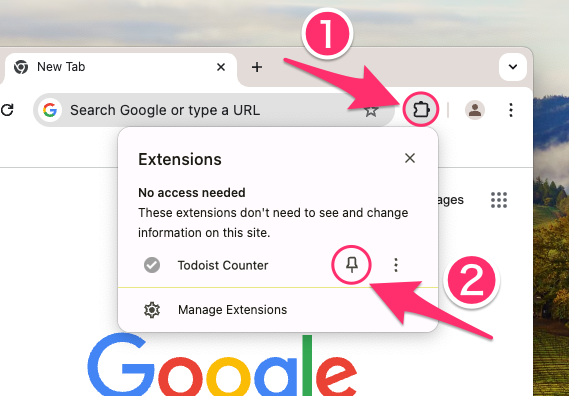 1
New Tab
Search Google or type a URL
Extensions
No access needed
These extensions don't need to see and change
information on this site.
ages
Todoist Counter
2
Manage Extensions
Google